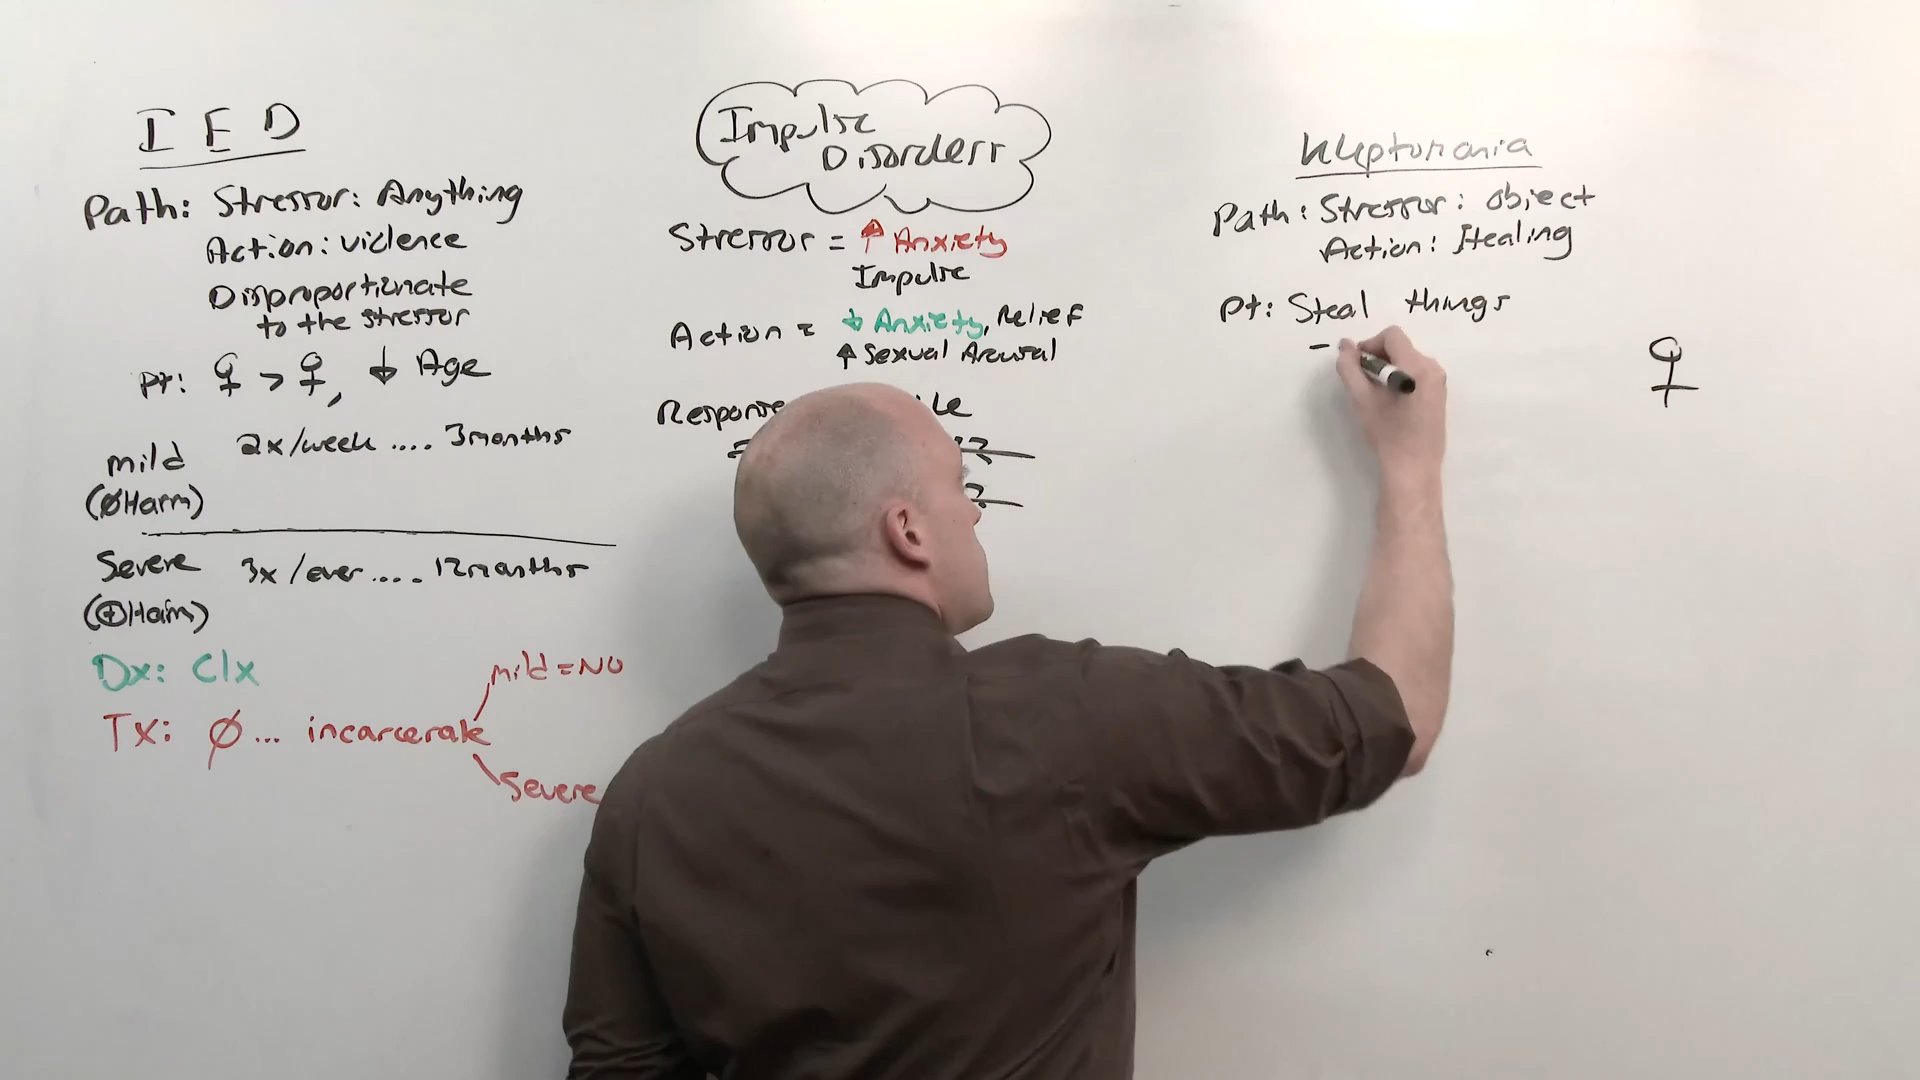 IED
Path: Stressor: Anything
Action: violence
Disproportionate
to the stressor
pt: ♀ > ♀, ↓ Age
mild
2x/week .... 3months
(∅Harm)
Severe
3x/ever .... 12months
(⊕Harm)
Dx: Clx
Tx: ∅... incarcerate
mild = NO
Severe
Impulse
Disorders
Stressor = ↑ Anxiety
Impulse
Action = ↓ Anxiety, Relief
↑ Sexual Arousal
Response
Kleptomania
Path: Stressor: object
Action: Stealing
Pt: Steal things
-
♀